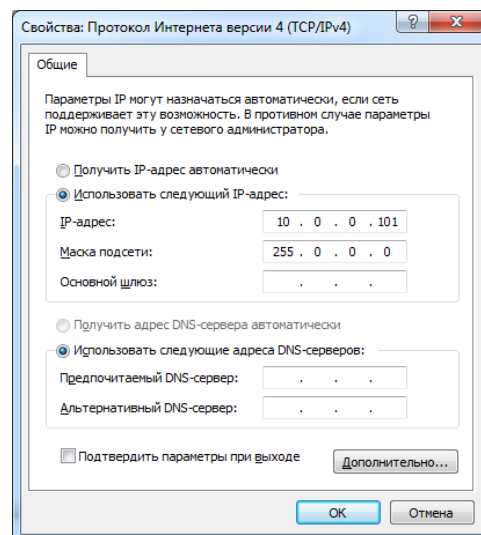 Свойства: Протокол Интернета версии 4 (TCP/IPv4)
Общие
Параметры IP могут назначаться автоматически, если сеть
поддерживает эту возможность. В противном случае параметры
IP можно получить у сетевого администратора.
Получить IP-адрес автоматически
Использовать следующий IP-адрес:
IP-адрес: 10 . 0 . 0 . 101
Маска подсети: 255 . 0 . 0 . 0
Основной шлюз: . . .
Получить адрес DNS-сервера автоматически
Использовать следующие адреса DNS-серверов:
Предпочитаемый DNS-сервер: . . .
Альтернативный DNS-сервер: . . .
Подтвердить параметры при выходе
Дополнительно...
OK Отмена